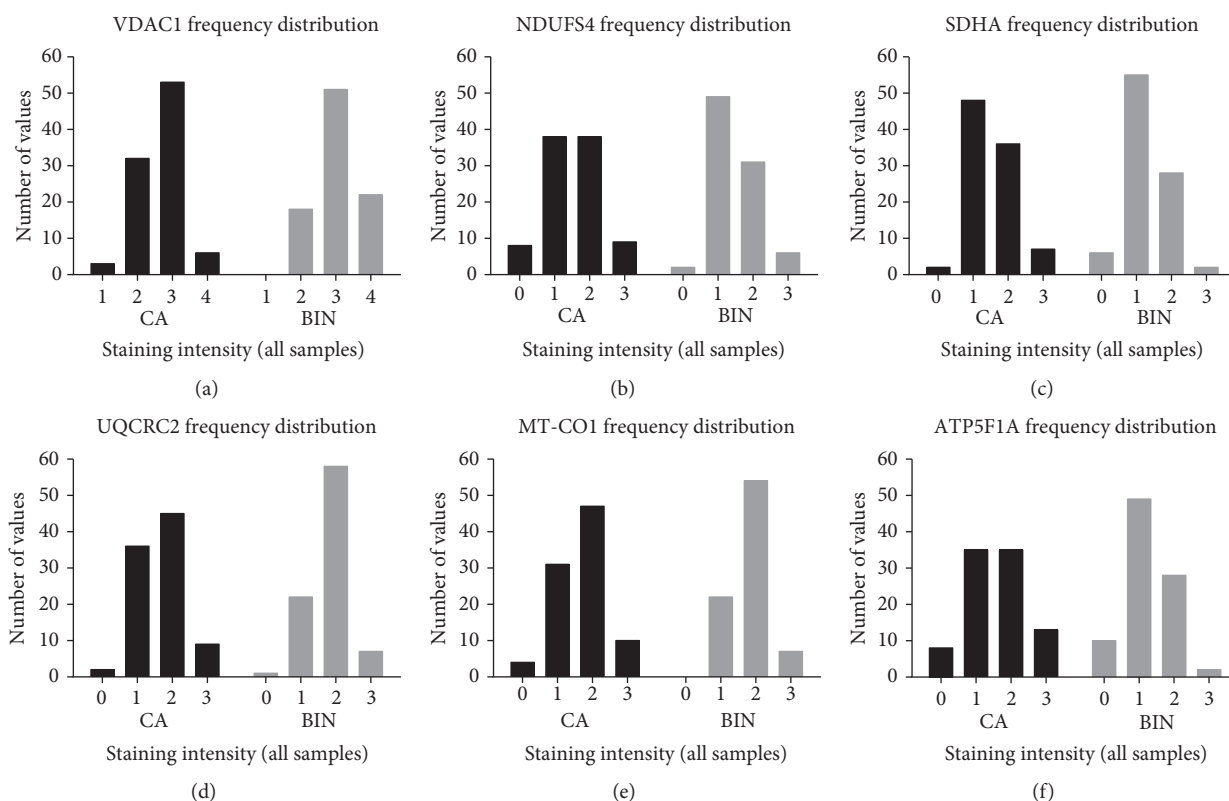 VDAC1 frequency distribution
Number of values
60
50
40
30
20
10
0
1 2 3 4 1 2 3 4
CA BIN
Staining intensity (all samples)
(a)
NDUFS4 frequency distribution
Number of values
60
50
40
30
20
10
0
0 1 2 3 0 1 2 3
CA BIN
Staining intensity (all samples)
(b)
SDHA frequency distribution
Number of values
60
50
40
30
20
10
0
0 1 2 3 0 1 2 3
CA BIN
Staining intensity (all samples)
(c)
UQCRC2 frequency distribution
Number of values
60
50
40
30
20
10
0
0 1 2 3 0 1 2 3
CA BIN
Staining intensity (all samples)
(d)
MT-CO1 frequency distribution
Number of values
60
50
40
30
20
10
0
0 1 2 3 0 1 2 3
CA BIN
Staining intensity (all samples)
(e)
ATP5F1A frequency distribution
Number of values
60
50
40
30
20
10
0
0 1 2 3 0 1 2 3
CA BIN
Staining intensity (all samples)
(f)